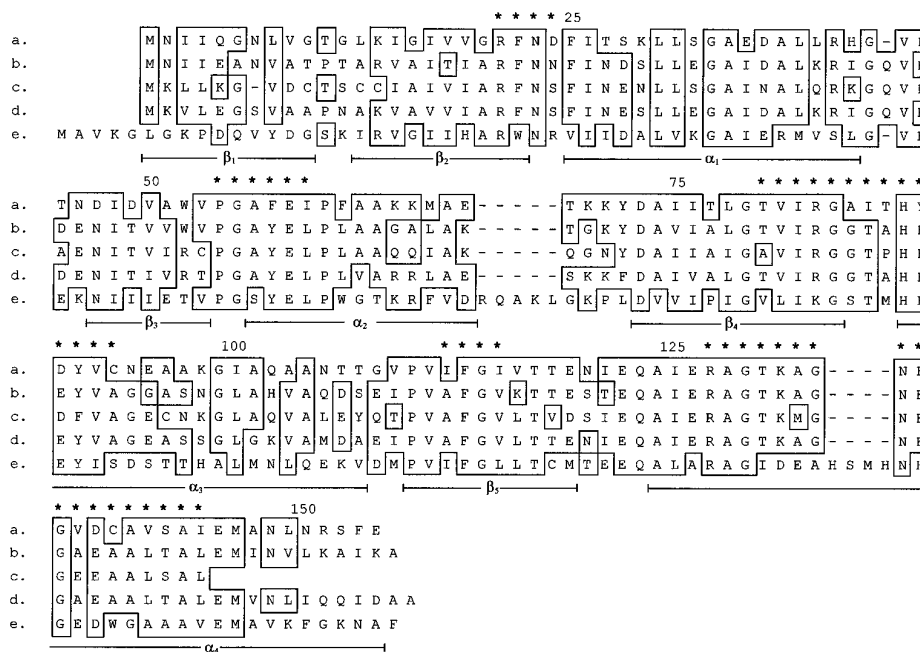 * * * * 25
a. M N I I Q G N L V G T G L K I G I V V G R F N D F I T S K L L S G A E D A L L R H G - V
b. M N I I E A N V A T P T A R V A I T I A R F N N F I N D S L L E G A I D A L K R I G Q V
c. M K L L K G - V D C T S C C I A I V I A R F N S F I N E N L L S G A I N A L Q R K G Q V
d. M K V L E G S V A A P N A K V A V V I A R F N S F I N E S L L E G A I D A L K R I G Q V
e. M A V K G L G K P D Q V Y D G S K I R V G I I H A R W N R V I I D A L V K G A I E R M V S L G - V
β1 β2 α1
50 * * * * * * 75 * * * * * * * * * *
a. T N D I D V A W V P G A F E I P F A A K K M A E - - - - - T K K Y D A I I T L G T V I R G A I T H
b. D E N I T V V W V P G A Y E L P L A A G A L A K - - - - - T G K Y D A V I A L G T V I R G G T A H
c. A E N I T V I R C P G A Y E L P L A A Q Q I A K - - - - - Q G N Y D A I I A I G A V I R G G T P H
d. D E N I T I V R T P G A Y E L P L V A R R L A E - - - - - S K K F D A I V A L G T V I R G G T A H
e. E K N I I I E T V P G S Y E L P W G T K R F V D R Q A K L G K P L D V V I P I G V L I K G S T M H
β3 α2 β4
* * * * 100 * * * * 125 * * * * * * * * *
a. D Y V C N E A A K G I A Q A A N T T G V P V I F G I V T T E N I E Q A I E R A G T K A G - - - - N
b. E Y V A G G A S N G L A H V A Q D S E I P V A F G V K T T E S T E Q A I E R A G T K A G - - - - N
c. D F V A G E C N K G L A Q V A L E Y Q T P V A F G V L T V D S I E Q A I E R A G T K M G - - - - N
d. E Y V A G E A S S G L G K V A M D A E I P V A F G V L T T E N I E Q A I E R A G T K A G - - - - N
e. E Y I S D S T T H A L M N L Q E K V D M P V I F G L L T C M T E E Q A L A R A G I D E A H S M H N
α3 β5
* * * * * * * * * 150
a. G V D C A V S A I E M A N L N R S F E
b. G A E A A L T A L E M I N V L K A I K A
c. G E E A A L S A L
d. G A E A A L T A L E M V N L I Q Q I D A A
e. G E D W G A A A V E M A V K F G K N A F
α4